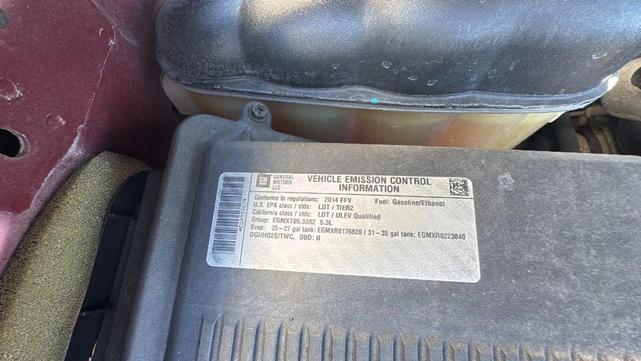 GM
GENERAL
MOTORS
LLC
VEHICLE EMISSION CONTROL
INFORMATION
Conforms to regulations: 2014 FFV Fuel: Gasoline/Ethanol
U.S. EPA class / stds: LDT / TIER2
California class / stds: LDT / ULEV Qualified
Group: EGMXT05.3382 5.3L
Evap: 25-27 gal tank: EGMXR0176820 / 31-35 gal tank: EGMXR0223840
DGI/HO2S/TWC, OBD: II